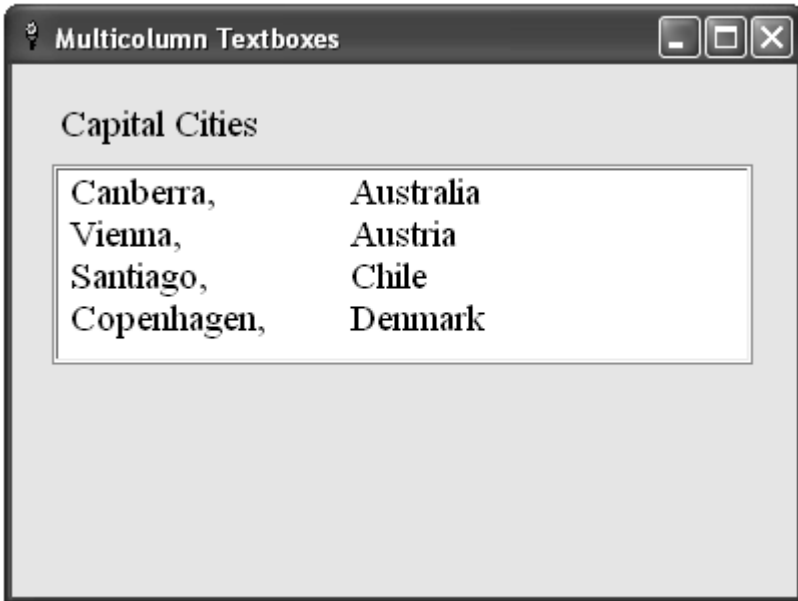 Multicolumn Textboxes
Capital Cities
Canberra, Australia
Vienna, Austria
Santiago, Chile
Copenhagen, Denmark